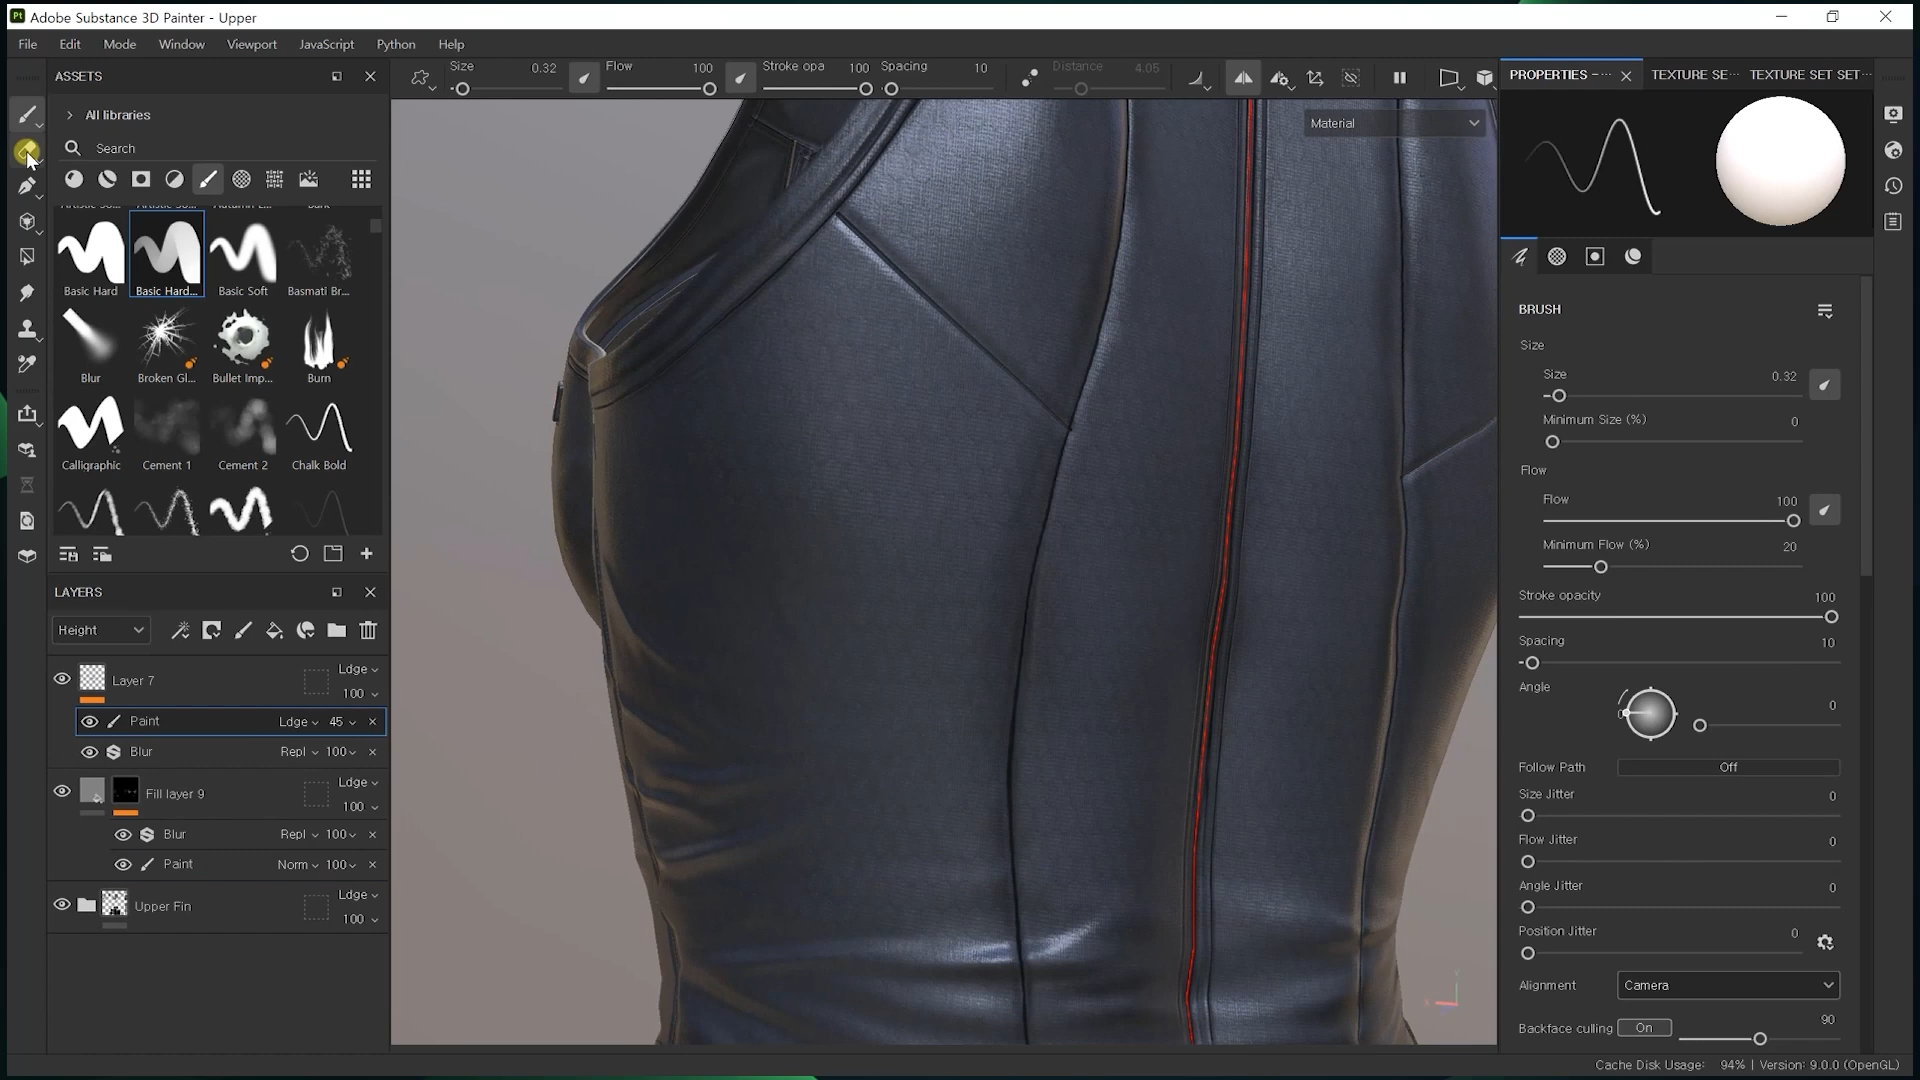 Adobe Substance 3D Painter - Upper
File Edit Mode Window Viewport JavaScript Python Help
ASSETS
All libraries
Search
Basic Hard
Basic Hard...
Basic Soft
Basmati Br...
Blur
Broken Gl...
Bullet Imp...
Burn
Calligraphic
Cement 1
Cement 2
Chalk Bold
LAYERS
Height
Layer 7
Ldge
100
Paint
Ldge 45
Blur
Repl 100
Fill layer 9
Ldge
100
Blur
Repl 100
Paint
Norm 100
Upper Fin
Ldge
100
Size 0.32
Flow 100
Stroke opa 100
Spacing 10
Distance 4.05
Material
PROPERTIES - ...
TEXTURE SE...
TEXTURE SET SET...
BRUSH
Size
Size 0.32
Minimum Size (%) 0
Flow
Flow 100
Minimum Flow (%) 20
Stroke opacity 100
Spacing 10
Angle 0
Follow Path Off
Size Jitter 0
Flow Jitter 0
Angle Jitter 0
Position Jitter 0
Alignment Camera
Backface culling On 90
Cache Disk Usage: 94% | Version: 9.0.0 (OpenGL)